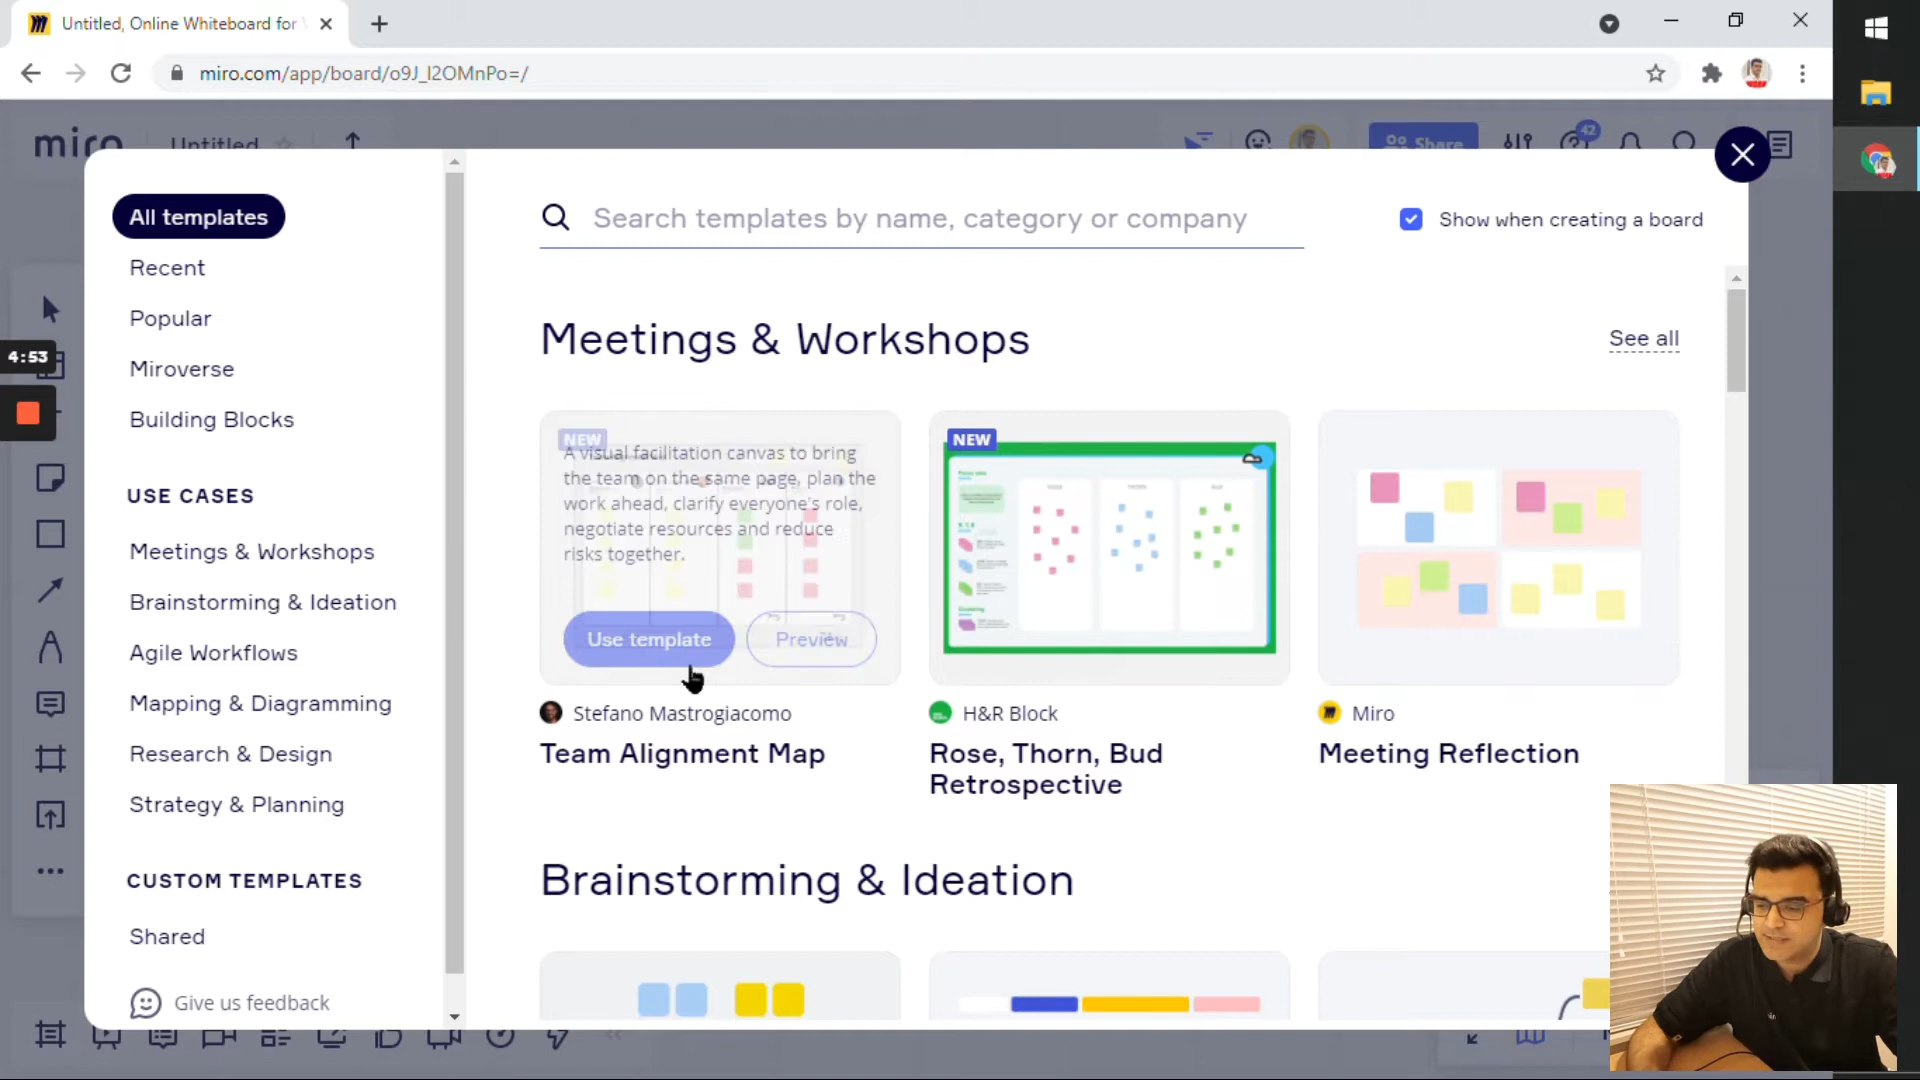 Untitled, Online Whiteboard for
miro.com/app/board/o9J_l2OMnPo=/
miro
Untitled
Share
42
All templates
Recent
Popular
Miroverse
Building Blocks
USE CASES
Meetings & Workshops
Brainstorming & Ideation
Agile Workflows
Mapping & Diagramming
Research & Design
Strategy & Planning
CUSTOM TEMPLATES
Shared
Give us feedback
4:53
Search templates by name, category or company
Show when creating a board
Meetings & Workshops
See all
NEW
A visual facilitation canvas to bring
the team on the same page, plan the
work ahead, clarify everyone's role,
negotiate resources and reduce
risks together.
Use template
Preview
Stefano Mastrogiacomo
Team Alignment Map
NEW
H&R Block
Rose, Thorn, Bud
Retrospective
Miro
Meeting Reflection
Brainstorming & Ideation